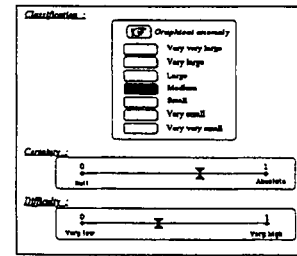 Classification :
Graphical anomaly
Very very large
Very large
Large
Medium
Small
Very small
Very very small
Certainty :
0 1
Null Absolute
Difficulty :
0 1
Very low Very high